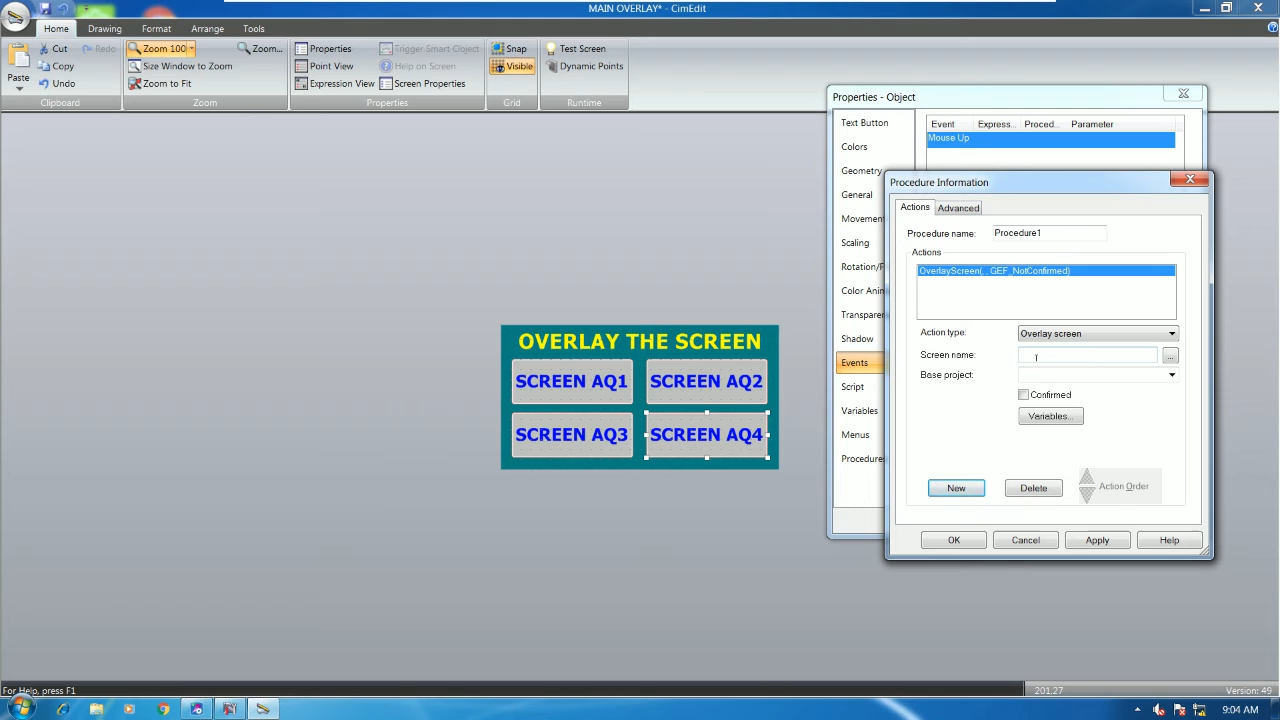 MAIN OVERLAY* - CimEdit
Home
Drawing
Format
Arrange
Tools
Paste
Cut
Copy
Redo
Undo
Clipboard
Zoom 100
Zoom...
Size Window to Zoom
Zoom to Fit
Zoom
Properties
Point View
Expression View
Trigger Smart Object
Help on Screen
Screen Properties
Properties
Snap
Visible
Grid
Test Screen
Dynamic Points
Runtime
OVERLAY THE SCREEN
SCREEN AQ1
SCREEN AQ2
SCREEN AQ3
SCREEN AQ4
Properties - Object
Text Button
Colors
Geometry
General
Movement
Scaling
Rotation/F
Color Anim
Transparen
Shadow
Events
Script
Variables
Menus
Procedures
Event Express... Proced... Parameter
Mouse Up
Procedure Information
Actions
Advanced
Procedure name: Procedure1
Actions
OverlayScreen(, , GEF_NotConfirmed)
Action type: Overlay screen
Screen name: ...
Base project:
Confirmed
Variables...
New
Delete
Action Order
OK
Cancel
Apply
Help
For Help, press F1
201,27
Version: 49
9:04 AM